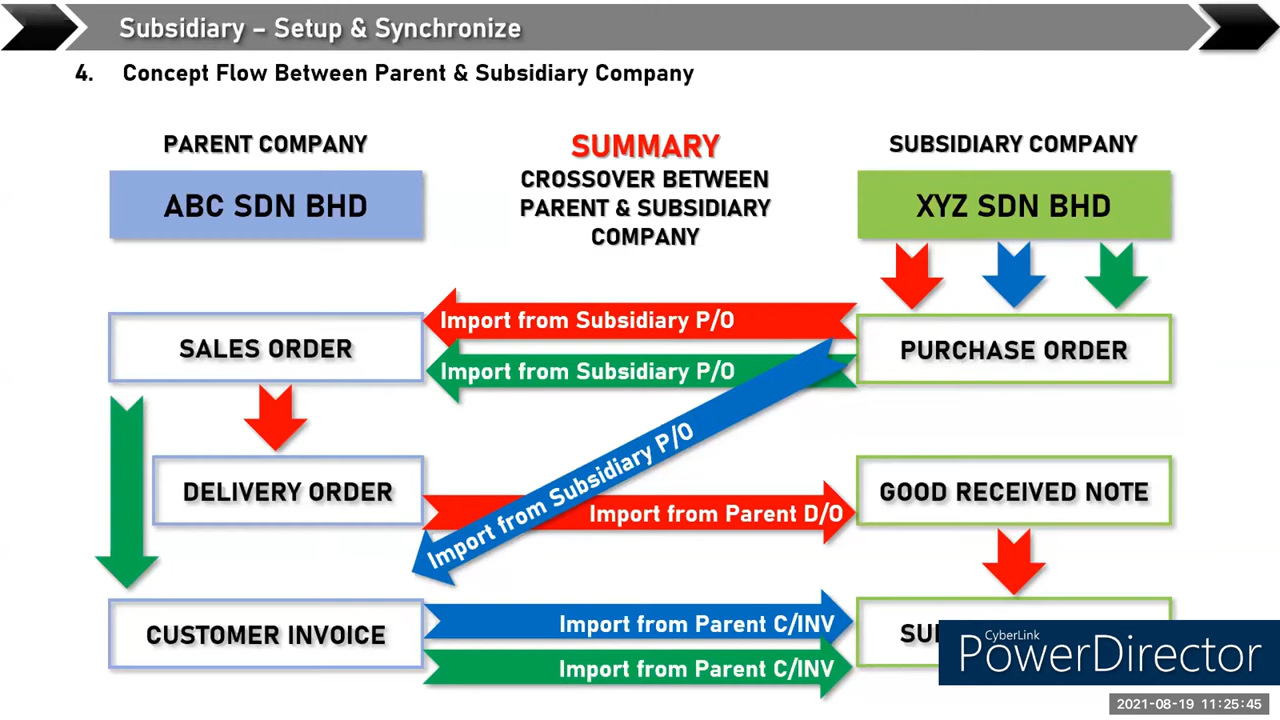 Subsidiary – Setup & Synchronize
4. Concept Flow Between Parent & Subsidiary Company
PARENT COMPANY
SUMMARY
SUBSIDIARY COMPANY
ABC SDN BHD
CROSSOVER BETWEEN
PARENT & SUBSIDIARY
COMPANY
XYZ SDN BHD
Import from Subsidiary P/O
SALES ORDER
PURCHASE ORDER
Import from Subsidiary P/O
Import from Subsidiary P/O
DELIVERY ORDER
Import from Parent D/O
GOOD RECEIVED NOTE
CUSTOMER INVOICE
Import from Parent C/INV
Import from Parent C/INV
CyberLink
PowerDirector
2021-08-19 11:25:45